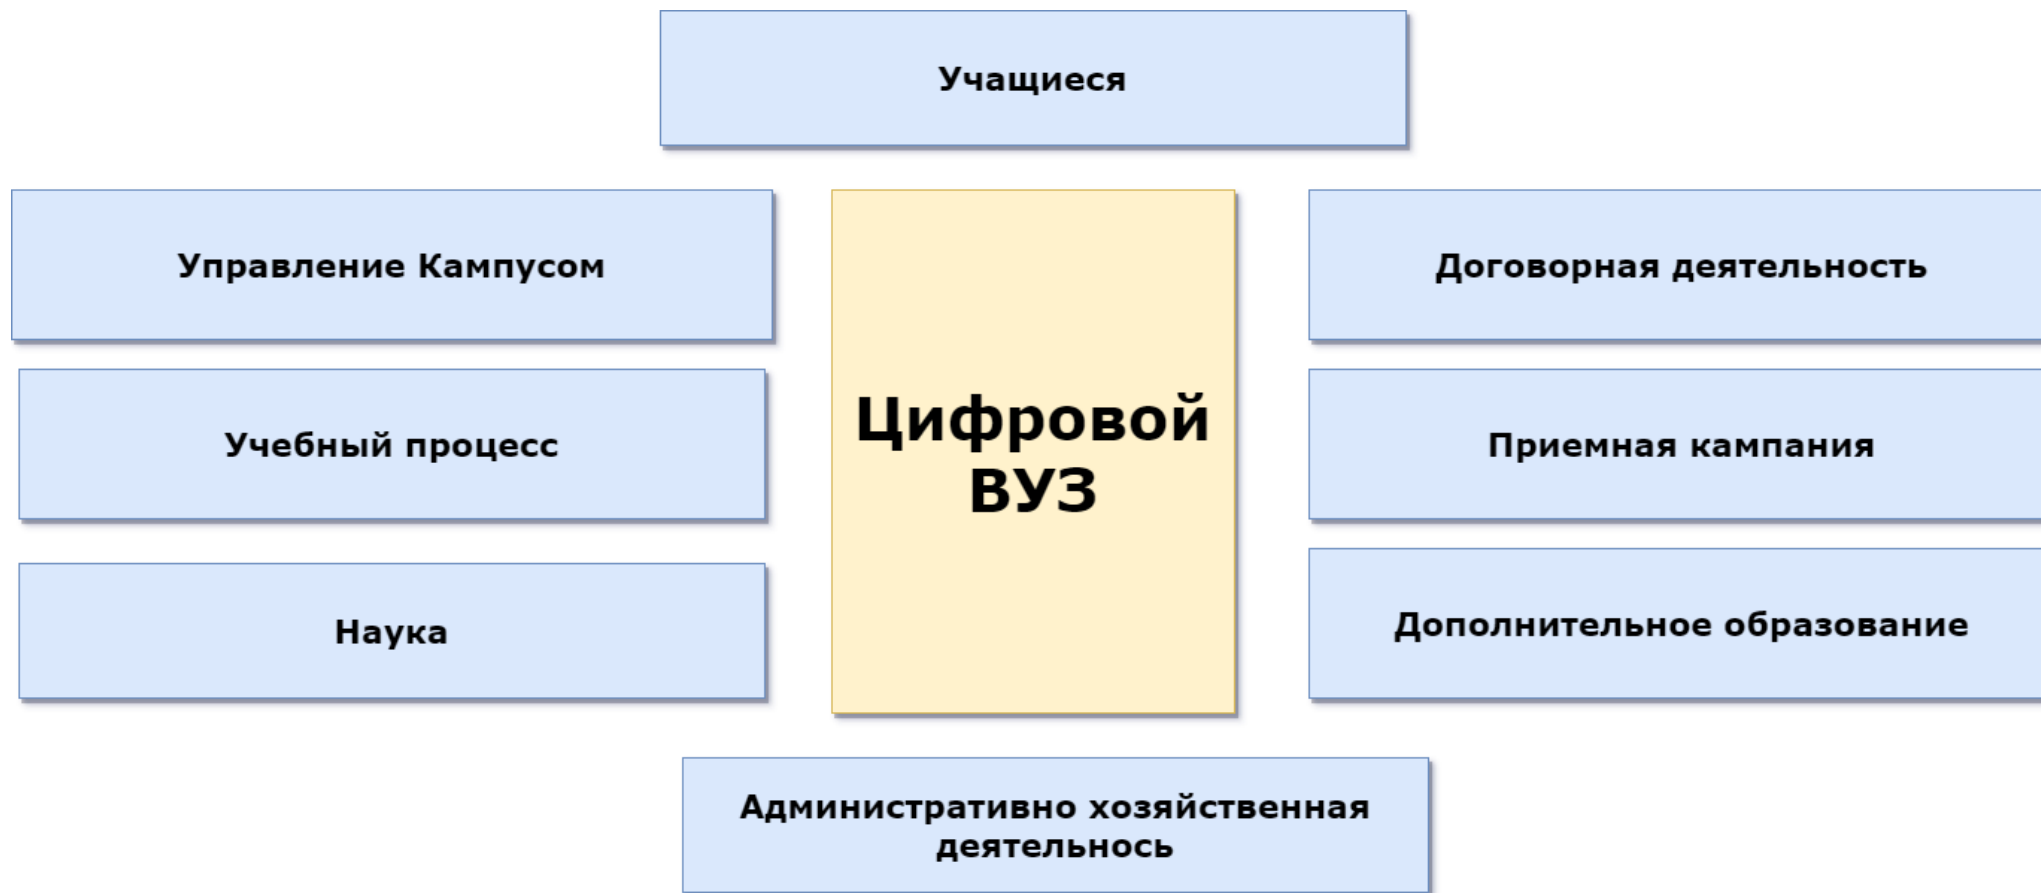 Учащиеся
Управление Кампусом
Договорная деятельность
Учебный процесс
Цифровой
ВУЗ
Приемная кампания
Наука
Дополнительное образование
Административно хозяйственная
деятельнось